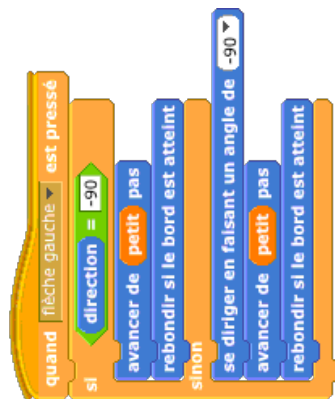 quand flèche gauche est pressé
si direction = -90
avancer de petit pas
rebondir si le bord est atteint
sinon
se diriger en faisant un angle de -90
avancer de petit pas
rebondir si le bord est atteint